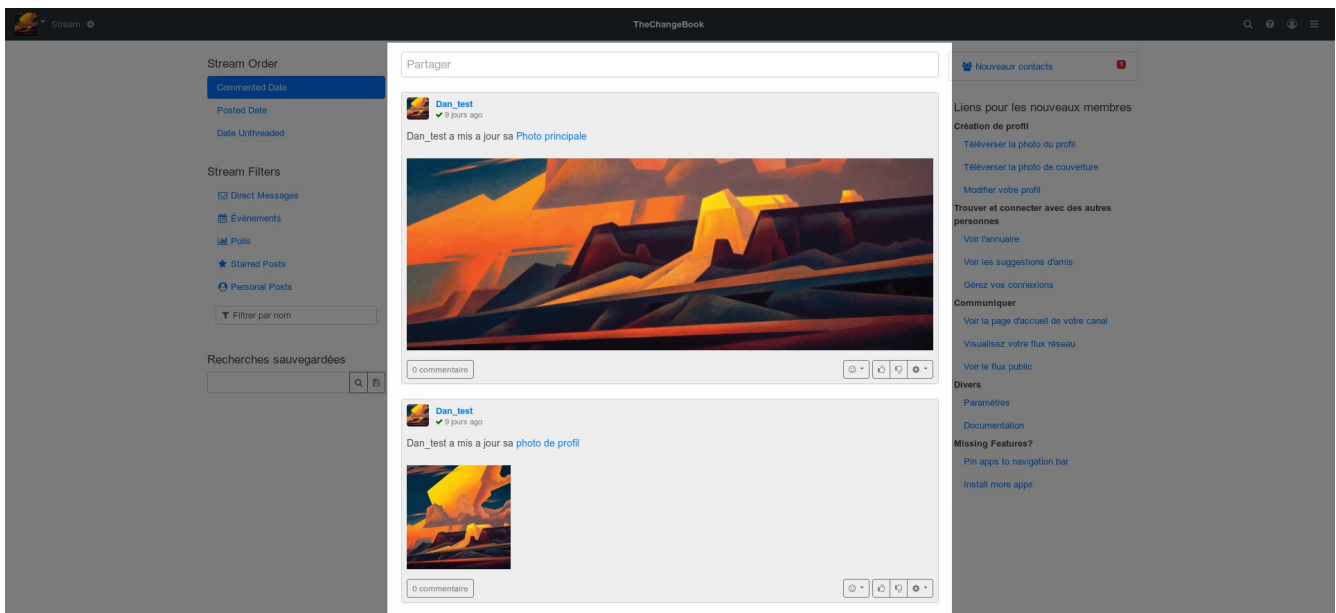 Stream
TheChangeBook
Stream Order
Commented Date
Posted Date
Date Unthreaded
Stream Filters
Direct Messages
Événements
Polls
Starred Posts
Personal Posts
Filtrer par nom
Recherches sauvegardées
Partager
Dan_test
9 jours ago
Dan_test a mis a jour sa Photo principale
0 commentaire
Dan_test
9 jours ago
Dan_test a mis a jour sa photo de profil
0 commentaire
Nouveaux contacts 1
Liens pour les nouveaux membres
Création de profil
Téléverser la photo du profil
Téléverser la photo de couverture
Modifier votre profil
Trouver et connecter avec des autres
personnes
Voir l'annuaire
Voir les suggestions d'amis
Gérez vos connexions
Communiquer
Voir la page d'accueil de votre canal
Visualisez votre flux réseau
Voir le flux public
Divers
Paramètres
Documentation
Missing Features?
Pin apps to navigation bar
Install more apps